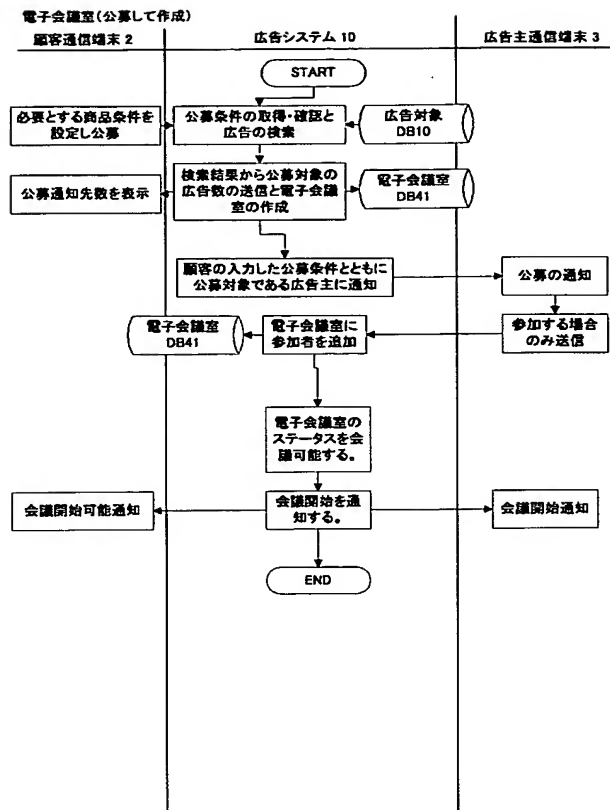 電子会議室(公募して作成)
顧客通信端末 2
広告システム 10
広告主通信端末 3
START
必要とする商品条件を
設定し公募
公募条件の取得・確認と
広告の検索
広告対象
DB10
検索結果から公募対象の
広告数の送信と電子会議
室の作成
公募通知先数を表示
電子会議室
DB41
顧客の入力した公募条件とともに
公募対象である広告主に通知
公募の通知
参加する場合
のみ送信
電子会議室に
参加者を追加
電子会議室
DB41
電子会議室の
ステータスを会
議可能する。
会議開始を通
知する。
会議開始可能通知
会議開始通知
END